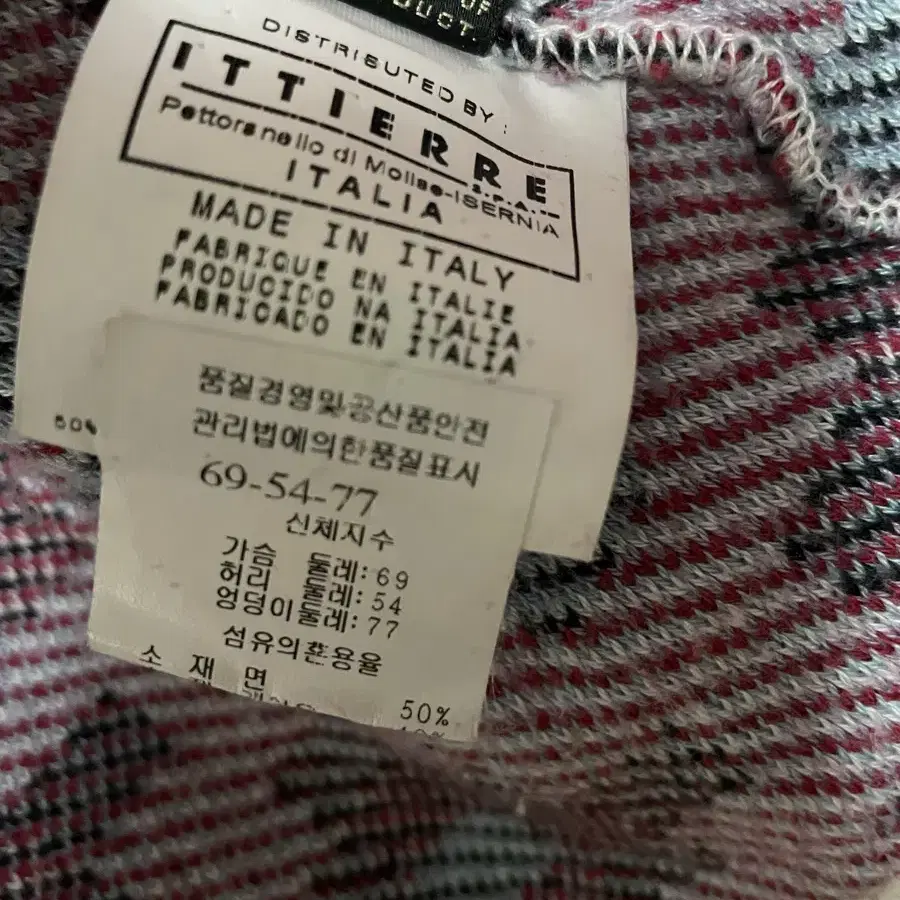 OF
DUCT.
DISTRIBUTED BY:
ITTIERRE
S.P.A.
Pettoranello di Molise-ISERNIA
ITALIA
MADE IN ITALY
FABRIQUE EN ITALIE
PRODUCIDO NA ITALIA
FABRICADO EN ITALIA
품질경영및공산품안전
관리법에의한품질표시
69-54-77
신체지수
가슴 둘레:69
허리 둘레:54
엉덩이둘레:77
섬유의혼용율
소 재 면 50%